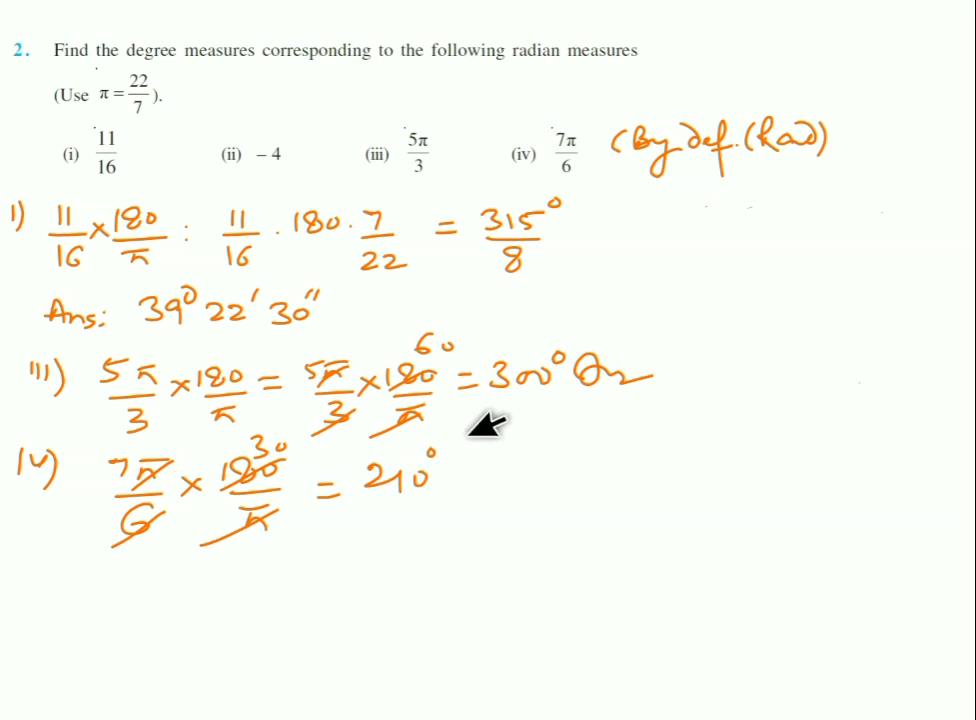 2. Find the degree measures corresponding to the following radian measures
(Use π = 22/7).
(i) 11/16 (ii) – 4 (iii) 5π/3 (iv) 7π/6 (By def. (Rad)
I) 11/16 × 180/π : 11/16 . 180 . 7/22 = 315°/8
Ans: 39° 22' 30"
III) 5π/3 × 180/π = 5π/3 × 180/π 60 = 300° Ans
IV) 7π/6 × 180/π 30 = 210°